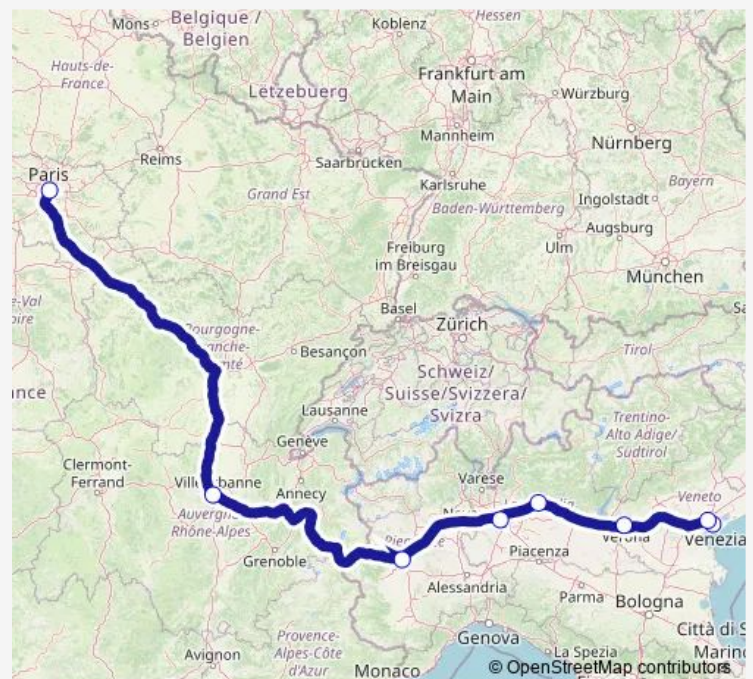 Mons
Belgique /
Belgien
Koblenz
Hessen
Hauts-de-
France
Lëtzebuerg
Frankfurt am
Main
Würzburg
Mannheim
Nürnberg
Reims
Saarbrücken
Paris
Karlsruhe
Bayern
Grand Est
Baden-Württemberg
Ingolstadt
Augsburg
Ulm
Freiburg
im Breisgau
München
Basel
Zürich
Besançon
Tirol
Schweiz/
Suisse/Svizzera/
Svizra
Lausanne
Trentino-
Alto Adige/
Südtirol
Genève
Clermont-
Ferrand
Annecy
Varese
Veneto
Auvergne
Rhône-Alpes
Grenoble
Verona
Venezia
Piacenza
Alessandria
Parma
Bologna
Genova
Provence-
Alpes-Côte
d'Azur
Avignon
La Spezia
Monaco
© OpenStreetMap contributors